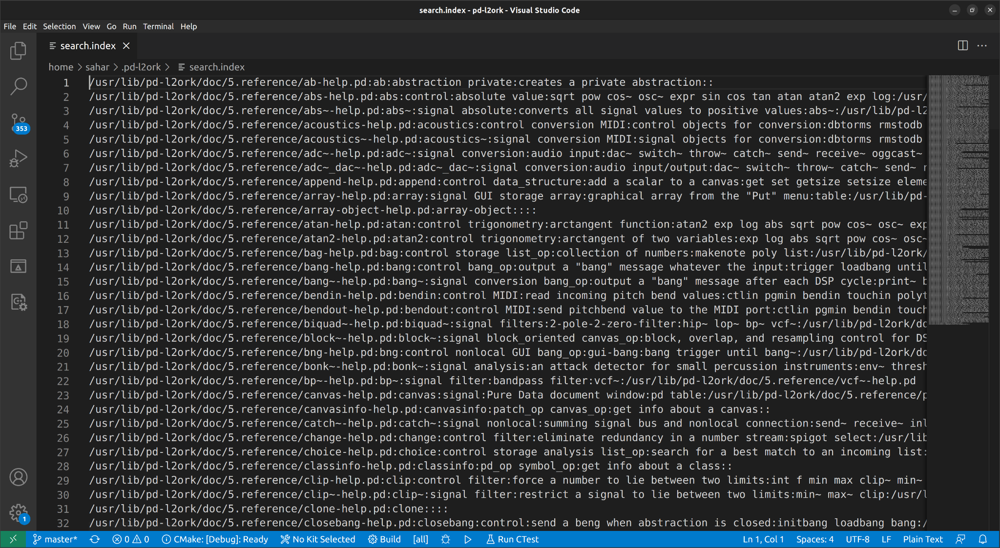 search.index - pd-l2ork - Visual Studio Code
File Edit Selection View Go Run Terminal Help
search.index
home > sahar > .pd-l2ork > search.index
1 /usr/lib/pd-l2ork/doc/5.reference/ab-help.pd:ab:abstraction private:creates a private abstraction::
2 /usr/lib/pd-l2ork/doc/5.reference/abs-help.pd:abs:control:absolute value:sqrt pow cos~ osc~ expr sin cos tan atan atan2 exp log:/usr/
3 /usr/lib/pd-l2ork/doc/5.reference/abs~-help.pd:abs~:signal absolute:converts all signal values to positive values:abs~:/usr/lib/pd-l2
4 /usr/lib/pd-l2ork/doc/5.reference/acoustics-help.pd:acoustics:control conversion MIDI:control objects for conversion:dbtorms rmstodb
5 /usr/lib/pd-l2ork/doc/5.reference/acoustics~-help.pd:acoustics~:signal conversion MIDI:signal objects for conversion:dbtorms rmstodb
6 /usr/lib/pd-l2ork/doc/5.reference/adc~-help.pd:adc~:signal conversion:audio input:dac~ switch~ throw~ catch~ send~ receive~ oggcast~
7 /usr/lib/pd-l2ork/doc/5.reference/adc~_dac~-help.pd:adc~_dac~:signal conversion:audio input/output:dac~ switch~ throw~ catch~ send~ r
8 /usr/lib/pd-l2ork/doc/5.reference/append-help.pd:append:control data_structure:add a scalar to a canvas:get set getsize setsize eleme
9 /usr/lib/pd-l2ork/doc/5.reference/array-help.pd:array:signal GUI storage array:graphical array from the "Put" menu:table:/usr/lib/pd-
10 /usr/lib/pd-l2ork/doc/5.reference/array-object-help.pd:array-object::::
11 /usr/lib/pd-l2ork/doc/5.reference/atan-help.pd:atan:control trigonometry:arctangent function:atan2 exp log abs sqrt pow cos~ osc~ exp
12 /usr/lib/pd-l2ork/doc/5.reference/atan2-help.pd:atan2:control trigonometry:arctangent of two variables:exp log abs sqrt pow cos~ osc~
13 /usr/lib/pd-l2ork/doc/5.reference/bag-help.pd:bag:control storage list_op:collection of numbers:makenote poly list:/usr/lib/pd-l2ork/
14 /usr/lib/pd-l2ork/doc/5.reference/bang-help.pd:bang:control bang_op:output a "bang" message whatever the input:trigger loadbang until
15 /usr/lib/pd-l2ork/doc/5.reference/bang~-help.pd:bang~:signal conversion bang_op:output a "bang" message after each DSP cycle:print~ b
16 /usr/lib/pd-l2ork/doc/5.reference/bendin-help.pd:bendin:control MIDI:read incoming pitch bend values:ctlin pgmin bendin touchin polyt
17 /usr/lib/pd-l2ork/doc/5.reference/bendout-help.pd:bendout:control MIDI:send pitchbend value to the MIDI port:ctlin pgmin bendin touch
18 /usr/lib/pd-l2ork/doc/5.reference/biquad~-help.pd:biquad~:signal filters:2-pole-2-zero-filter:hip~ lop~ bp~ vcf~:/usr/lib/pd-l2ork/do
19 /usr/lib/pd-l2ork/doc/5.reference/block~-help.pd:block~:signal block_oriented canvas_op:block, overlap, and resampling control for DS
20 /usr/lib/pd-l2ork/doc/5.reference/bng-help.pd:bng:control nonlocal GUI bang_op:gui-bang:bang trigger until bang~:/usr/lib/pd-l2ork/do
21 /usr/lib/pd-l2ork/doc/5.reference/bonk~-help.pd:bonk~:signal analysis:an attack detector for small percussion instruments:env~ thresh
22 /usr/lib/pd-l2ork/doc/5.reference/bp~-help.pd:bp~:signal filter:bandpass filter:vcf~:/usr/lib/pd-l2ork/doc/5.reference/vcf~-help.pd
23 /usr/lib/pd-l2ork/doc/5.reference/canvas-help.pd:canvas:signal:Pure Data document window:pd table:/usr/lib/pd-l2ork/doc/5.reference/p
24 /usr/lib/pd-l2ork/doc/5.reference/canvasinfo-help.pd:canvasinfo:patch_op canvas_op:get info about a canvas::
25 /usr/lib/pd-l2ork/doc/5.reference/catch~-help.pd:catch~:signal nonlocal:summing signal bus and nonlocal connection:send~ receive~ inl
26 /usr/lib/pd-l2ork/doc/5.reference/change-help.pd:change:control filter:eliminate redundancy in a number stream:spigot select:/usr/lib
27 /usr/lib/pd-l2ork/doc/5.reference/choice-help.pd:choice:control storage analysis list_op:search for a best match to an incoming list:
28 /usr/lib/pd-l2ork/doc/5.reference/classinfo-help.pd:classinfo:pd_op symbol_op:get info about a class::
29 /usr/lib/pd-l2ork/doc/5.reference/clip-help.pd:clip:control filter:force a number to lie between two limits:int f min max clip~ min~
30 /usr/lib/pd-l2ork/doc/5.reference/clip~-help.pd:clip~:signal filter:restrict a signal to lie between two limits:min~ max~ clip:/usr/l
31 /usr/lib/pd-l2ork/doc/5.reference/clone-help.pd:clone::::
32 /usr/lib/pd-l2ork/doc/5.reference/closebang-help.pd:closebang:control:send a beng when abstraction is closed:initbang loadbang bang:/
353
1
master* 0 0 CMake: [Debug]: Ready No Kit Selected Build [all] Run CTest Ln 1, Col 1 Spaces: 4 UTF-8 LF Plain Text